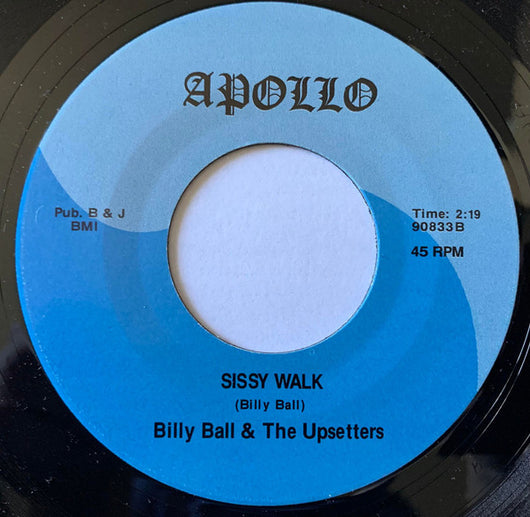 APOLLO
Pub. B & J
BMI
Time: 2:19
90833B
45 RPM
SISSY WALK
(Billy Ball)
Billy Ball & The Upsetters